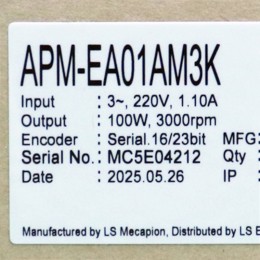 APM-EA01AM3K
Input : 3~, 220V, 1.10A
Output : 100W, 3000rpm
Encoder : Serial.16/23bit MFG
Serial No. : MC5E04212 Qty :
Date : 2025.05.26 IP :
Manufactured by LS Mecapion, Distributed by LS E